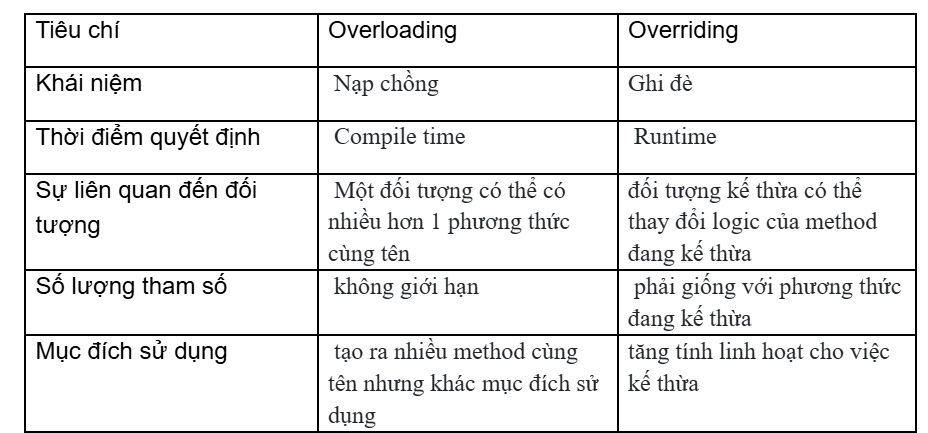 Tiêu chí Overloading Overriding
Khái niệm Nạp chồng Ghi đè
Thời điểm quyết định Compile time Runtime
Sự liên quan đến đối tượng
Một đối tượng có thể có
nhiều hơn 1 phương thức
cùng tên
đối tượng kế thừa có thể
thay đổi logic của method
đang kế thừa
Số lượng tham số
không giới hạn
phải giống với phương thức
đang kế thừa
Mục đích sử dụng
tạo ra nhiều method cùng
tên nhưng khác mục đích sử
dụng
tăng tính linh hoạt cho việc
kế thừa